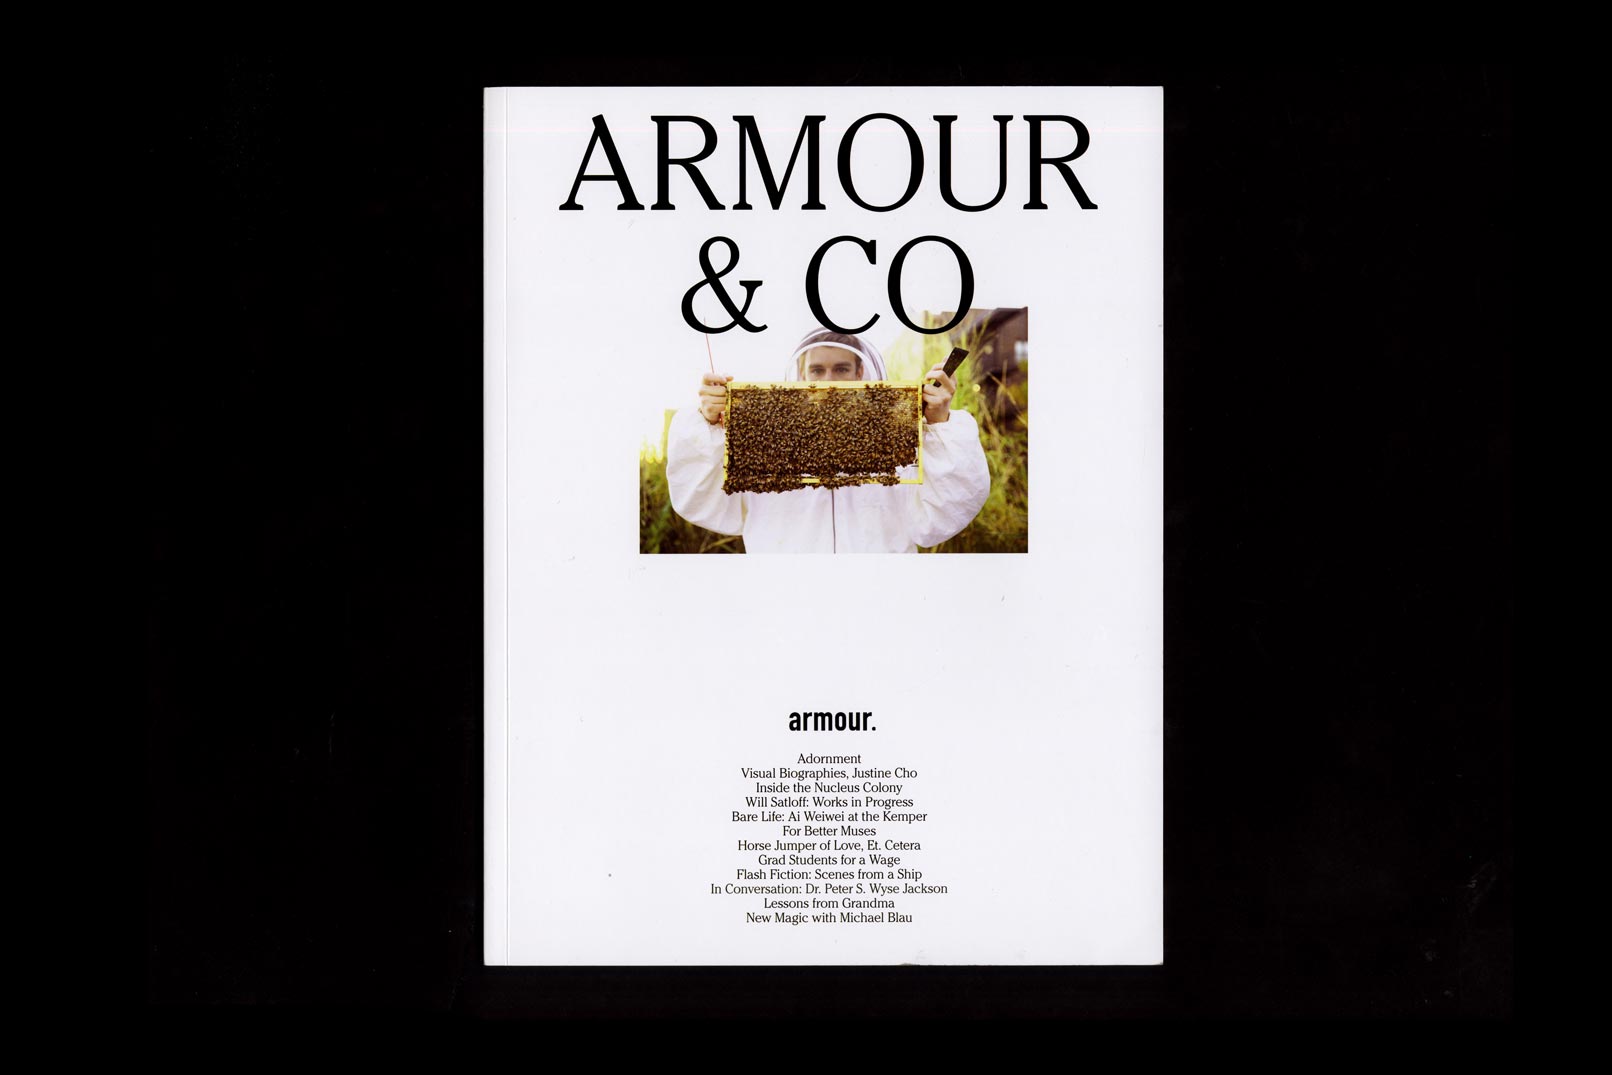 ARMOUR
& CO
armour.
Adornment
Visual Biographies, Justine Cho
Inside the Nucleus Colony
Will Satloff: Works in Progress
Bare Life: Ai Weiwei at the Kemper
For Better Muses
Horse Jumper of Love, Et. Cetera
Grad Students for a Wage
Flash Fiction: Scenes from a Ship
In Conversation: Dr. Peter S. Wyse Jackson
Lessons from Grandma
New Magic with Michael Blau